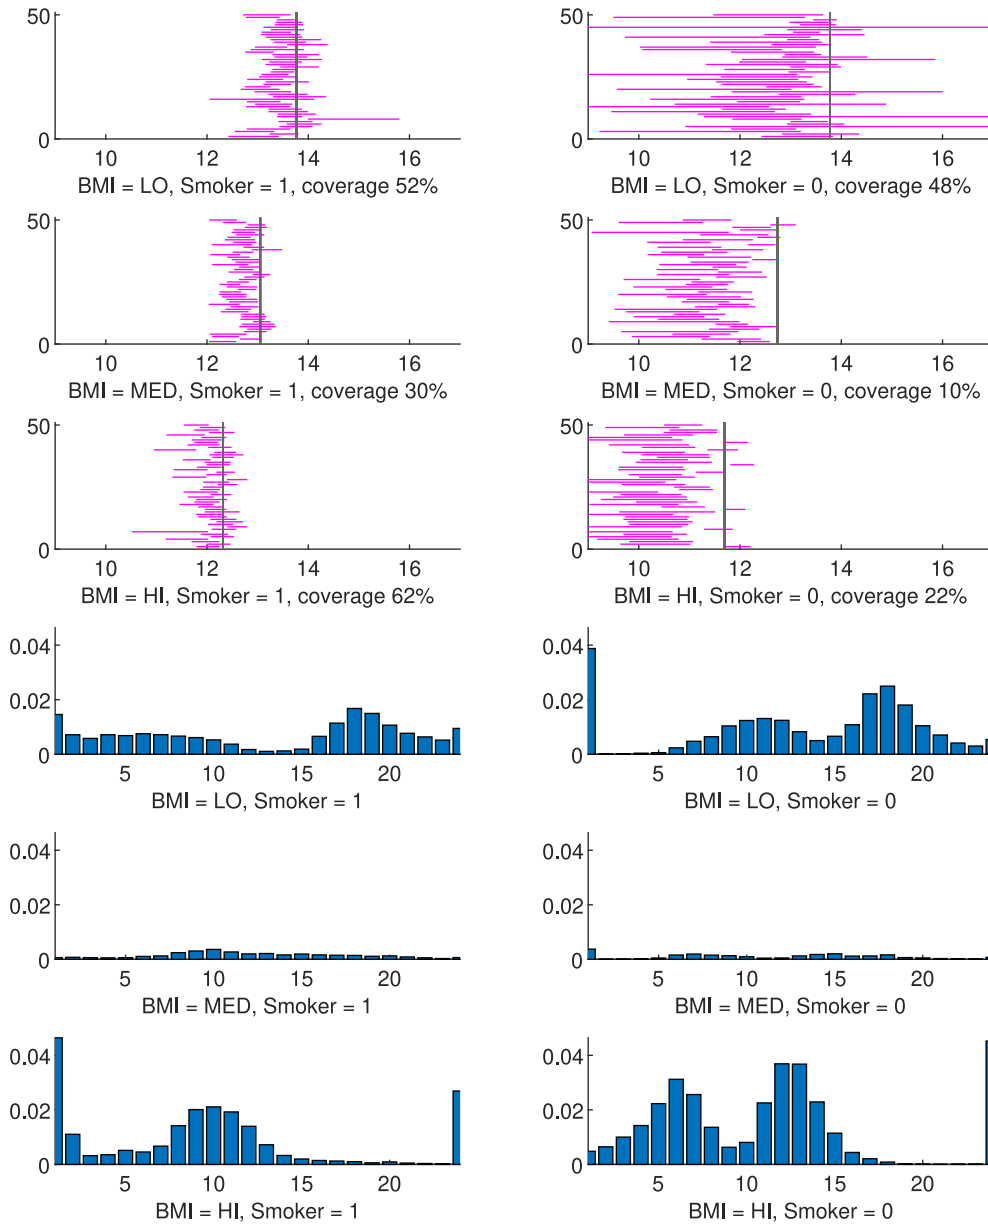 50 50
0 0
10 12 14 16 10 12 14 16
BMI = LO, Smoker = 1, coverage 52% BMI = LO, Smoker = 0, coverage 48%
50 50
0 0
10 12 14 16 10 12 14 16
BMI = MED, Smoker = 1, coverage 30% BMI = MED, Smoker = 0, coverage 10%
50 50
0 0
10 12 14 16 10 12 14 16
BMI = HI, Smoker = 1, coverage 62% BMI = HI, Smoker = 0, coverage 22%
0.04 0.04
0.02 0.02
0 0
5 10 15 20 5 10 15 20
BMI = LO, Smoker = 1 BMI = LO, Smoker = 0
0.04 0.04
0.02 0.02
0 0
5 10 15 20 5 10 15 20
BMI = MED, Smoker = 1 BMI = MED, Smoker = 0
0.04 0.04
0.02 0.02
0 0
5 10 15 20 5 10 15 20
BMI = HI, Smoker = 1 BMI = HI, Smoker = 0